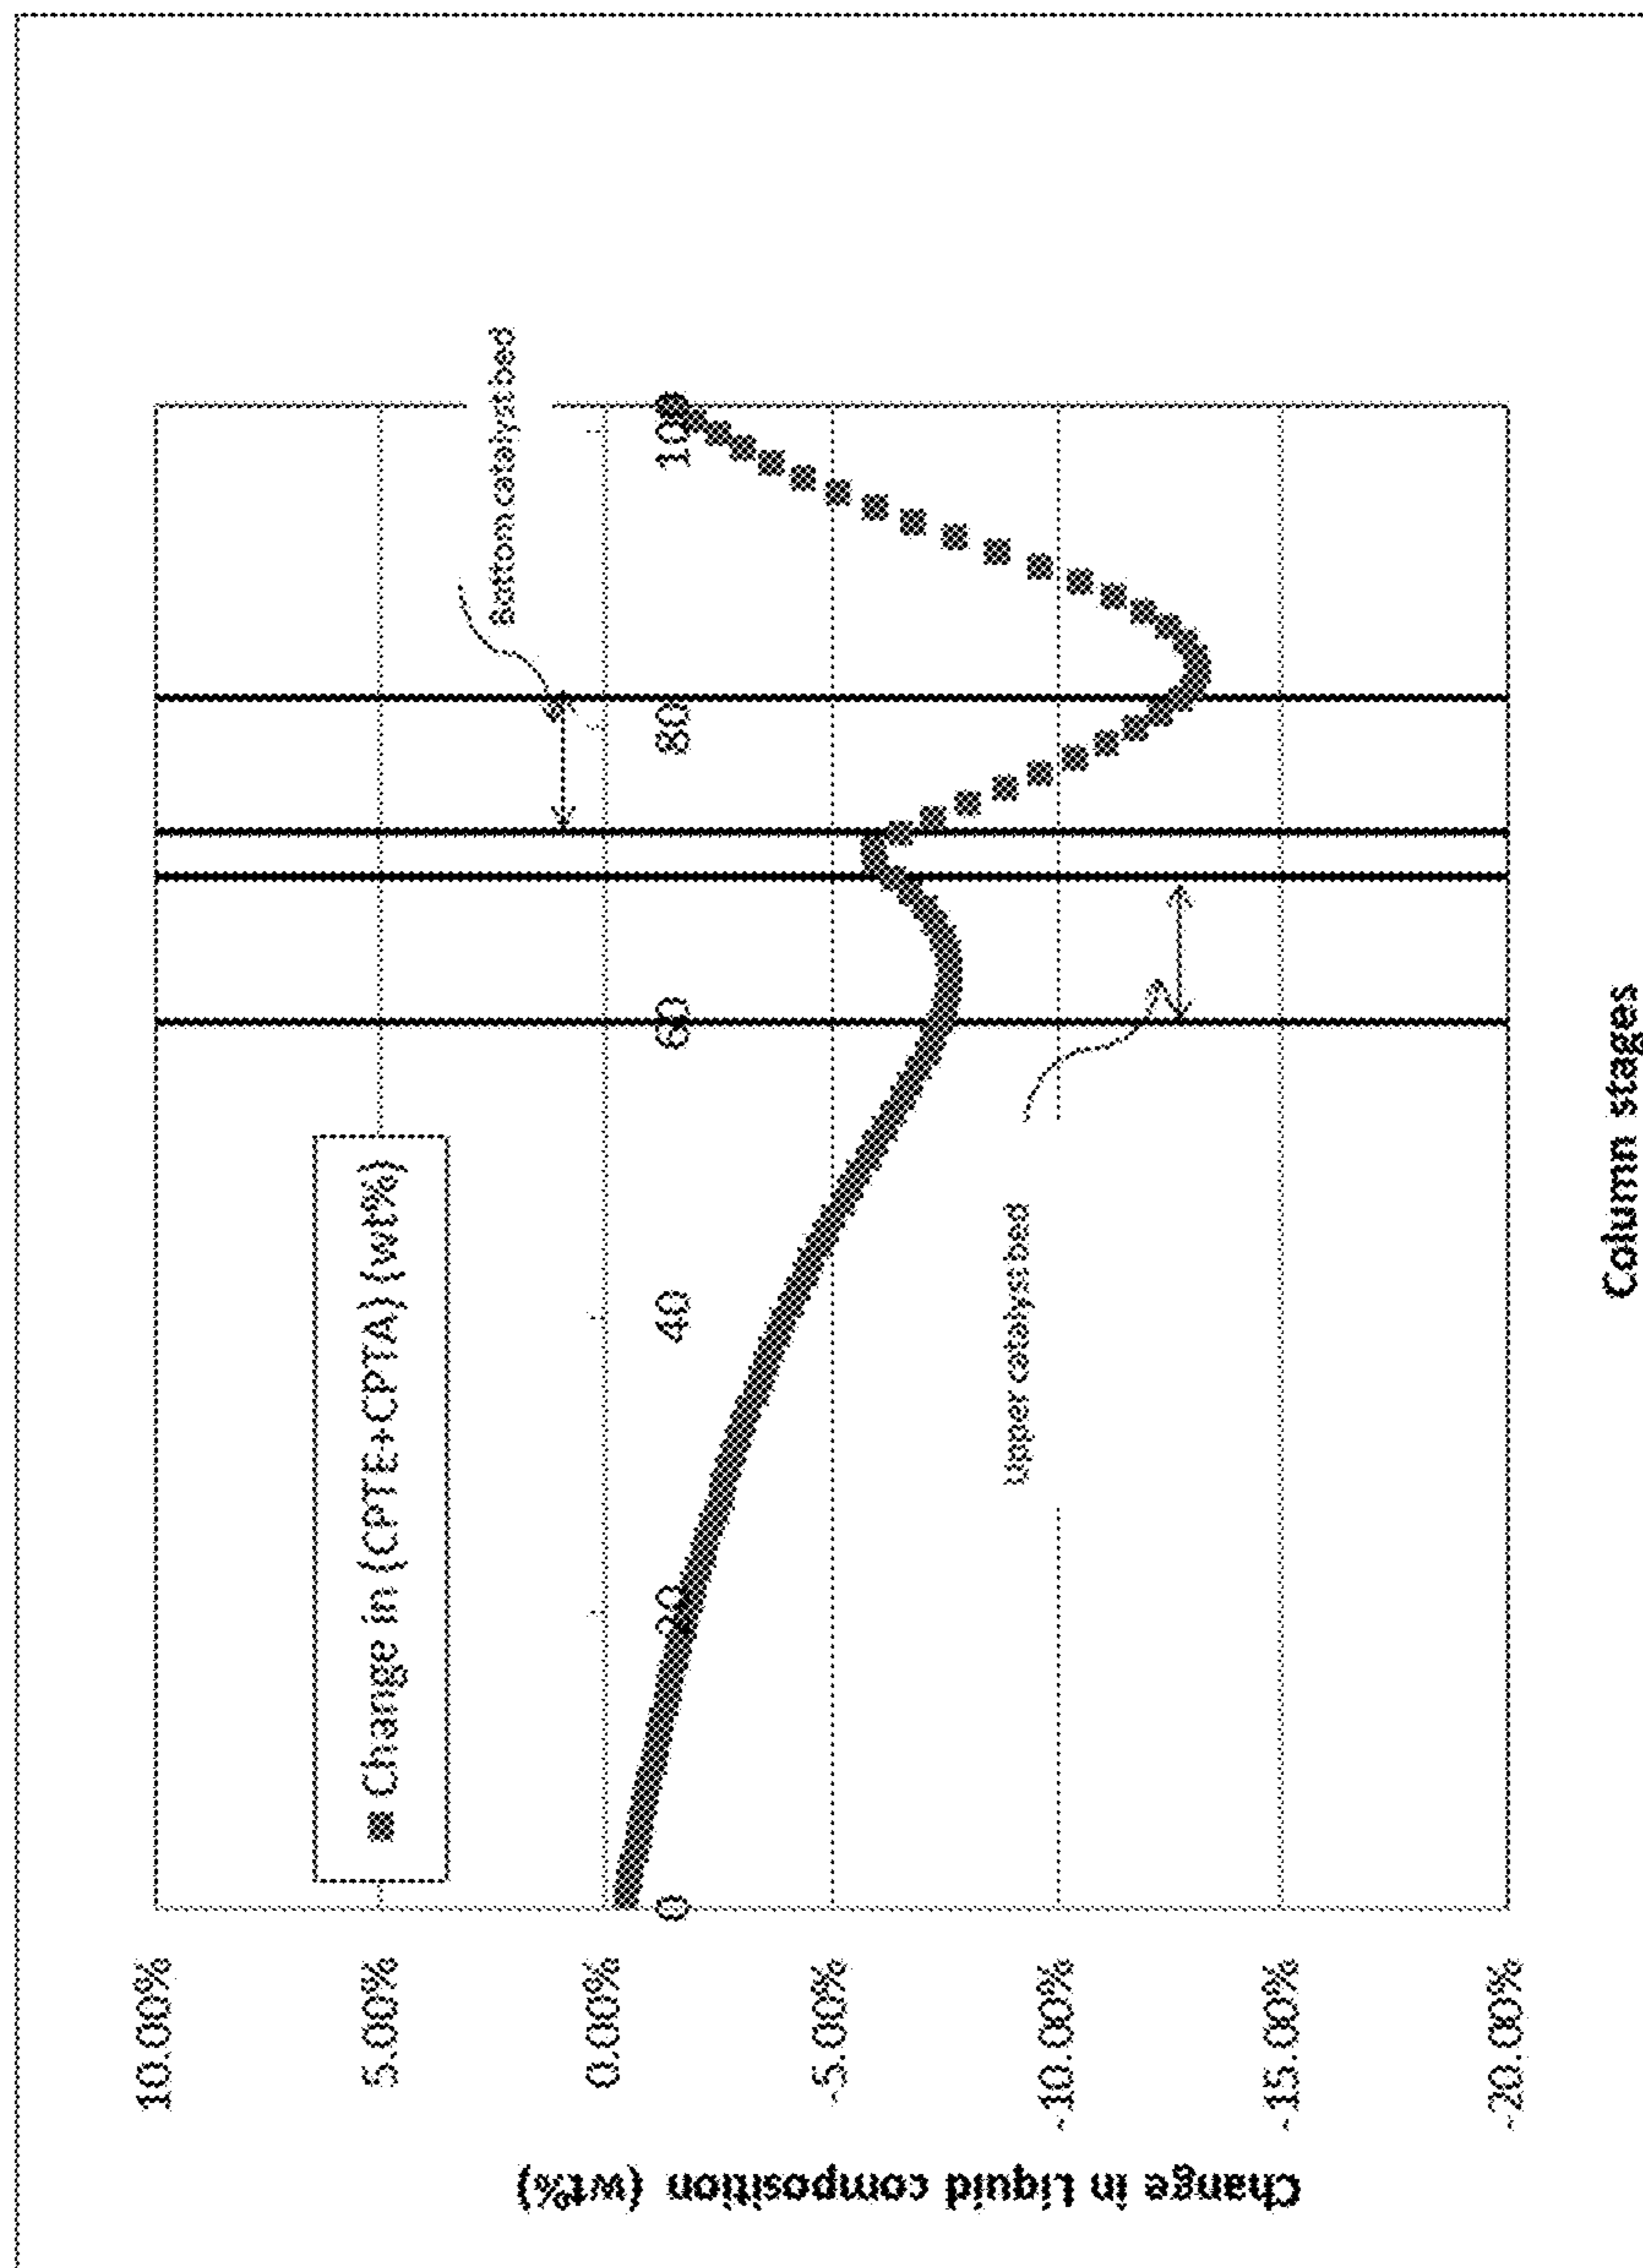 10.00%
5.00%
0.00%
-5.00%
-10.00%
-15.00%
-20.00%
Change in Liquid composition (wt%)
■ Change in (CPTE+CPTA) (wt%)
Bottom catalyst bed
Upper catalyst bed
0
20
40
60
80
100
Column stages